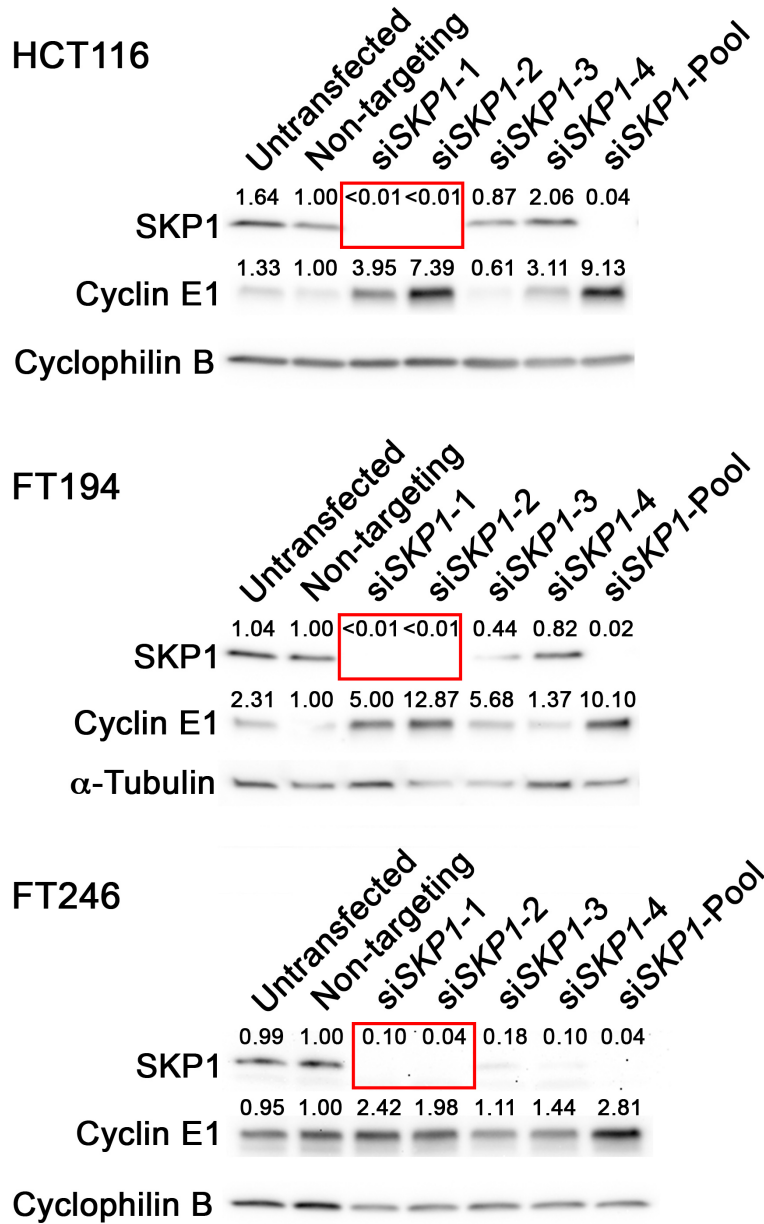 HCT116
Untransfected
Non-targeting
siSKP1-1
siSKP1-2
siSKP1-3
siSKP1-4
siSKP1-Pool
1.64 1.00 <0.01 <0.01 0.87 2.06 0.04
SKP1
1.33 1.00 3.95 7.39 0.61 3.11 9.13
Cyclin E1
Cyclophilin B
FT194
Untransfected
Non-targeting
siSKP1-1
siSKP1-2
siSKP1-3
siSKP1-4
siSKP1-Pool
1.04 1.00 <0.01 <0.01 0.44 0.82 0.02
SKP1
2.31 1.00 5.00 12.87 5.68 1.37 10.10
Cyclin E1
α-Tubulin
FT246
Untransfected
Non-targeting
siSKP1-1
siSKP1-2
siSKP1-3
siSKP1-4
siSKP1-Pool
0.99 1.00 0.10 0.04 0.18 0.10 0.04
SKP1
0.95 1.00 2.42 1.98 1.11 1.44 2.81
Cyclin E1
Cyclophilin B